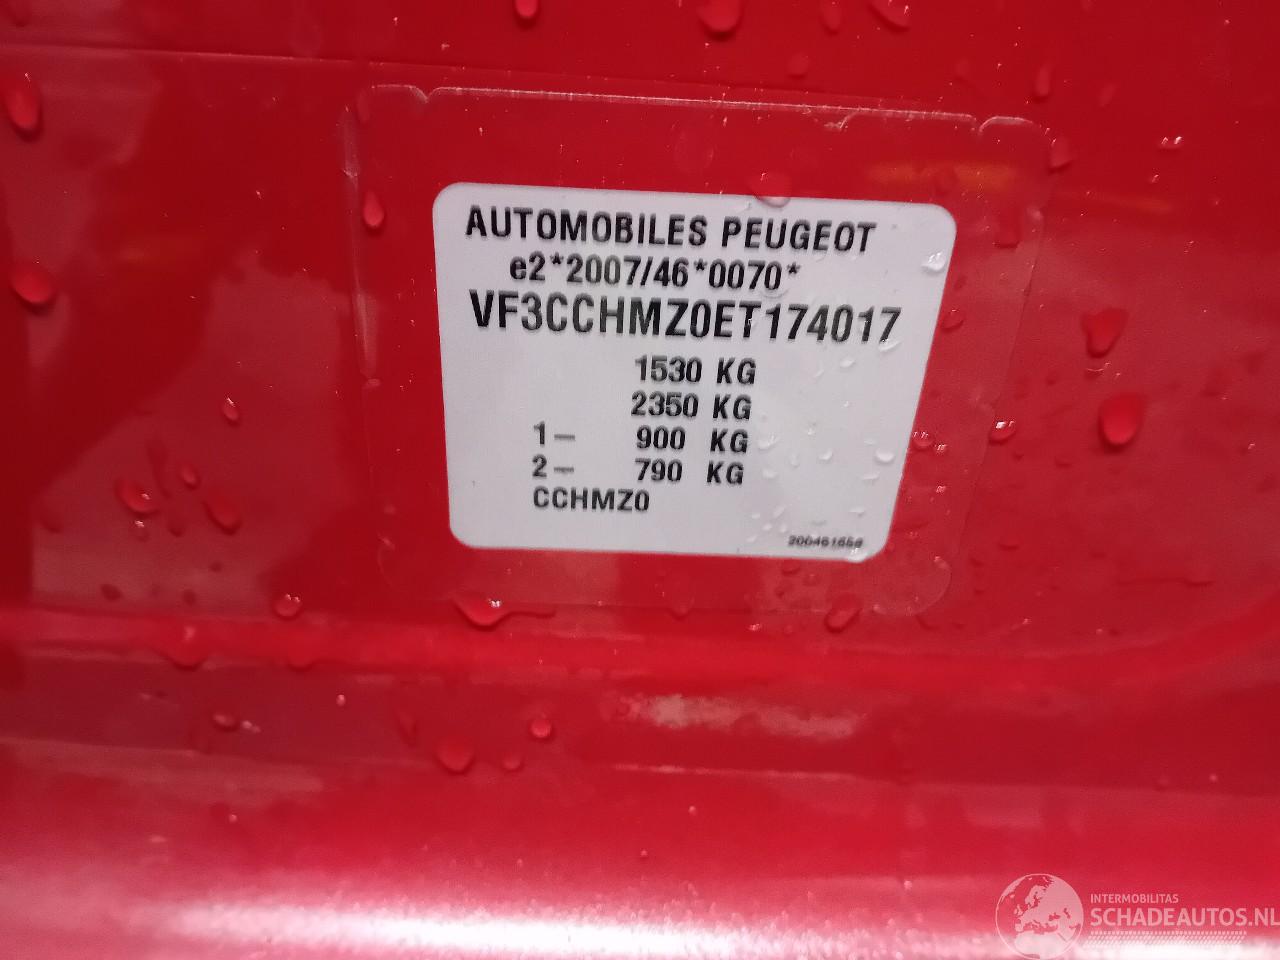 AUTOMOBILES PEUGEOT
e2*2007/46*0070*
VF3CCHMZ0ET174017
1530 KG
2350 KG
1– 900 KG
2– 790 KG
CCHMZ0
INTERMOBILITAS
SCHADEAUTOS.NL